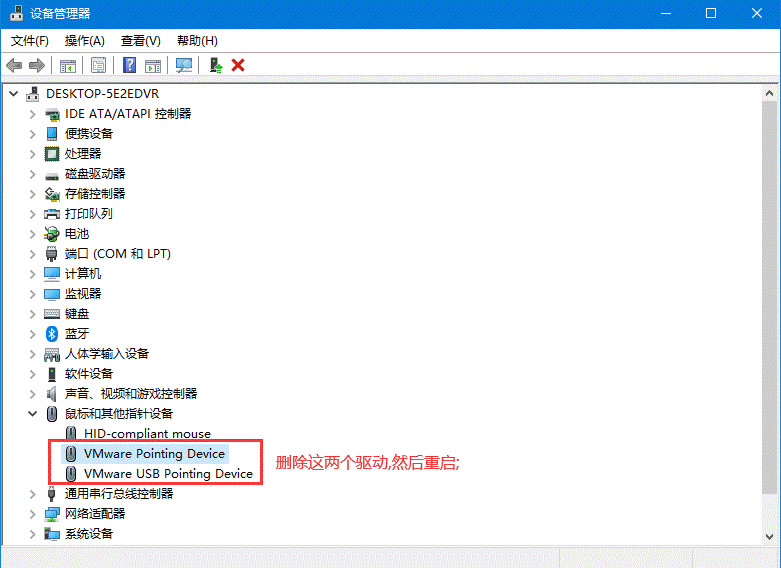 设备管理器
文件(F) 操作(A) 查看(V) 帮助(H)
DESKTOP-5E2EDVR
IDE ATA/ATAPI 控制器
便携设备
处理器
磁盘驱动器
存储控制器
打印队列
电池
端口 (COM 和 LPT)
计算机
监视器
键盘
蓝牙
人体学输入设备
软件设备
声音、视频和游戏控制器
鼠标和其他指针设备
HID-compliant mouse
VMware Pointing Device
删除这两个驱动,然后重启;
VMware USB Pointing Device
通用串行总线控制器
网络适配器
系统设备